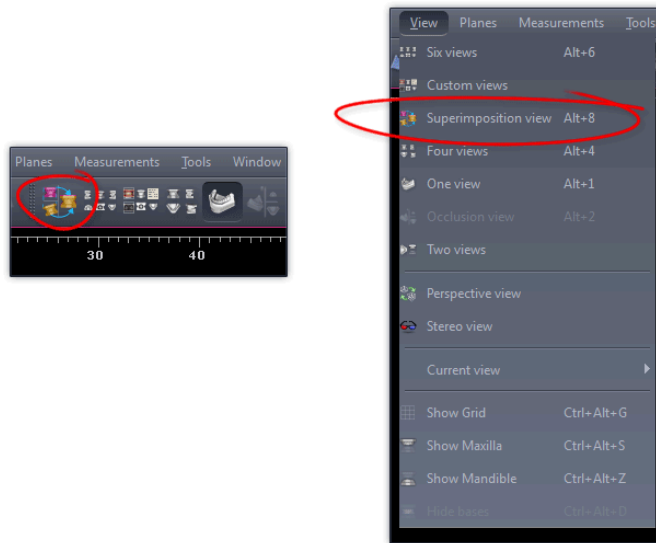 Planes Measurements Tools Window
30 40
View Planes Measurements Tools
Six views Alt+6
Custom views
Superimposition view Alt+8
Four views Alt+4
One view Alt+1
Occlusion view Alt+2
Two views
Perspective view
Stereo view
Current view
Show Grid Ctrl+Alt+G
Show Maxilla Ctrl+Alt+S
Show Mandible Ctrl+Alt+Z
Hide bases Ctrl+Alt+D